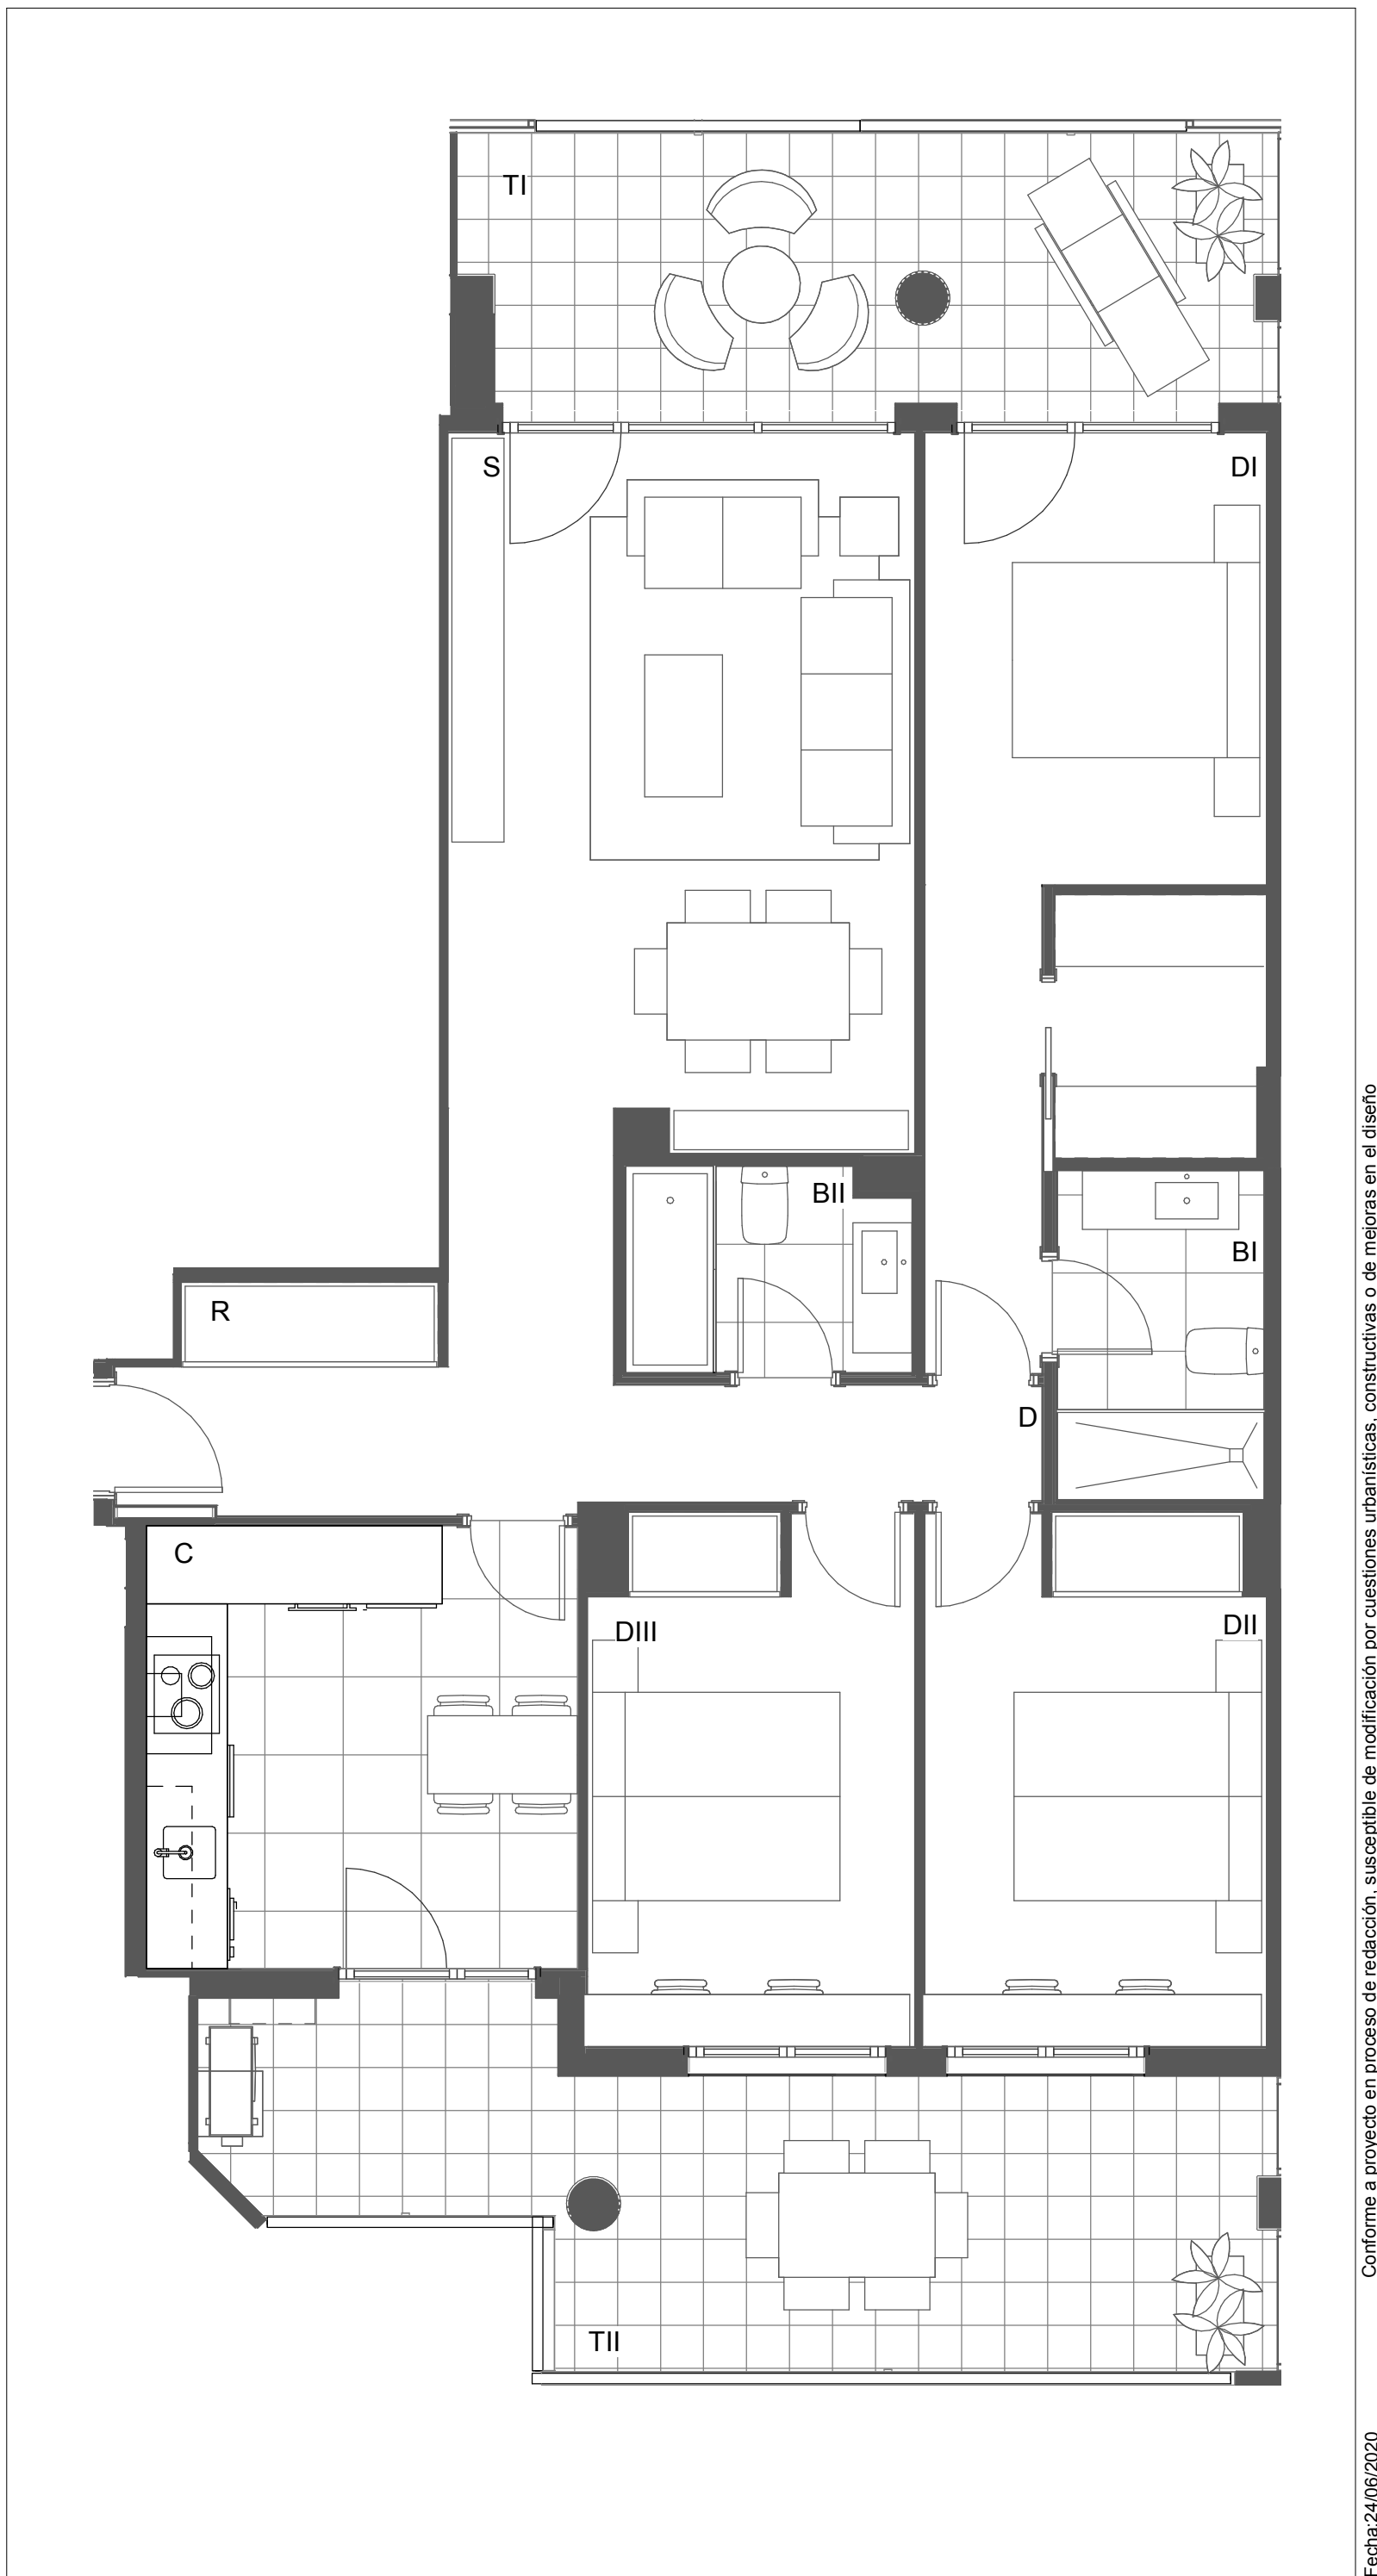 TI
S
DI
BII
BI
R
D
C
DIII
DII
TII
Conforme a proyecto en proceso de redacción, susceptible de modificación por cuestiones urbanísticas, constructivas o de mejoras en el diseño
Fecha:24/06/2020